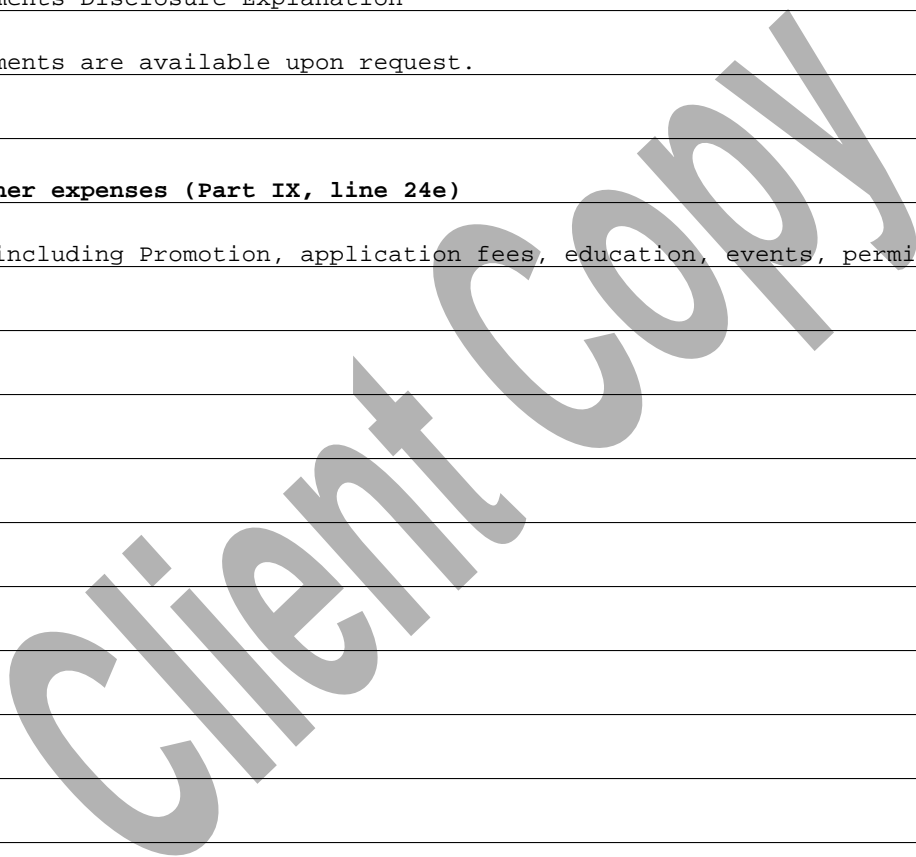 ments Disclosure Explanation
ments are available upon request.
her expenses (Part IX, line 24e)
including Promotion, application fees, education, events, permi
Client Copy